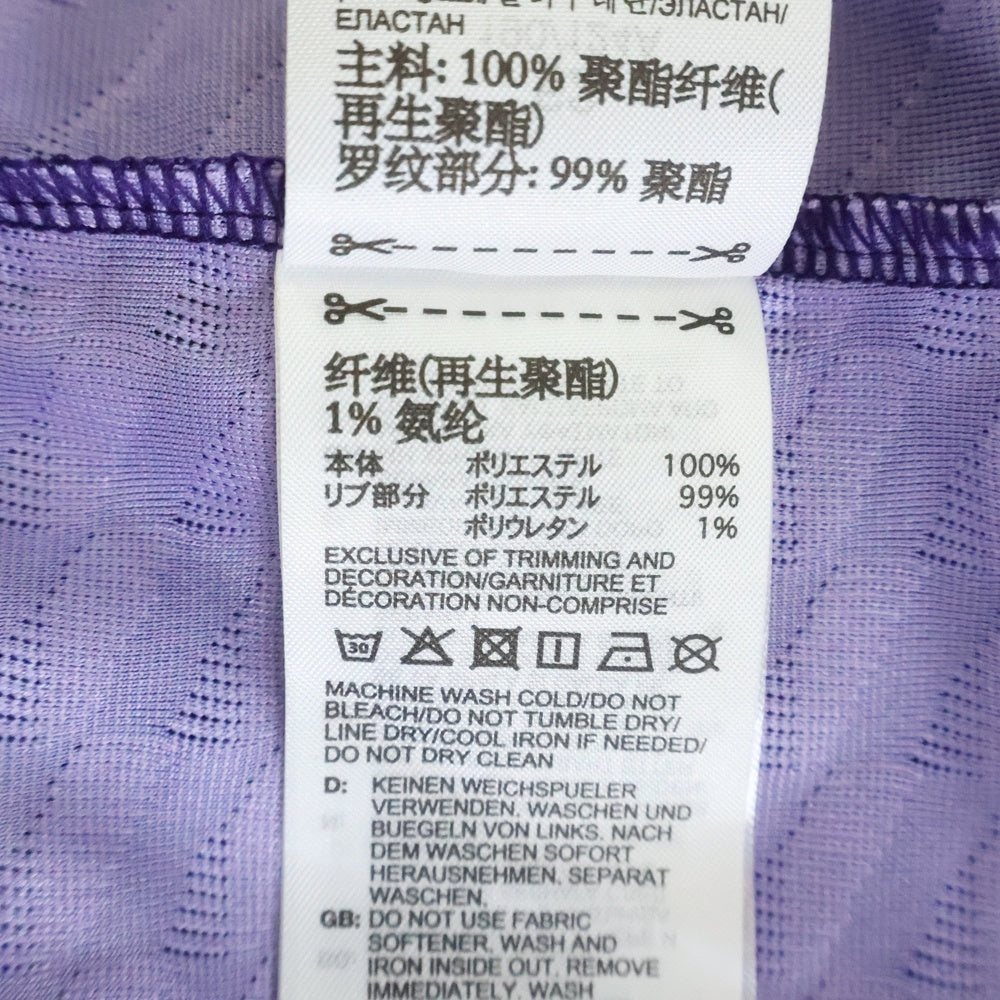 ЭЛАСТАН/
ЕЛАСТАН
主料: 100% 聚酯纤维(
再生聚酯)
罗纹部分: 99% 聚酯
纤维(再生聚酯)
1% 氨纶
本体 ポリエステル 100%
リブ部分 ポリエステル 99%
ポリウレタン 1%
EXCLUSIVE OF TRIMMING AND
DECORATION/GARNITURE ET
DÉCORATION NON-COMPRISE
30
MACHINE WASH COLD/DO NOT
BLEACH/DO NOT TUMBLE DRY/
LINE DRY/COOL IRON IF NEEDED/
DO NOT DRY CLEAN
D: KEINEN WEICHSPUELER
VERWENDEN. WASCHEN UND
BUEGELN VON LINKS. NACH
DEM WASCHEN SOFORT
HERAUSNEHMEN. SEPARAT
WASCHEN.
GB: DO NOT USE FABRIC
SOFTENER. WASH AND
IRON INSIDE OUT. REMOVE
IMMEDIATELY. WASH